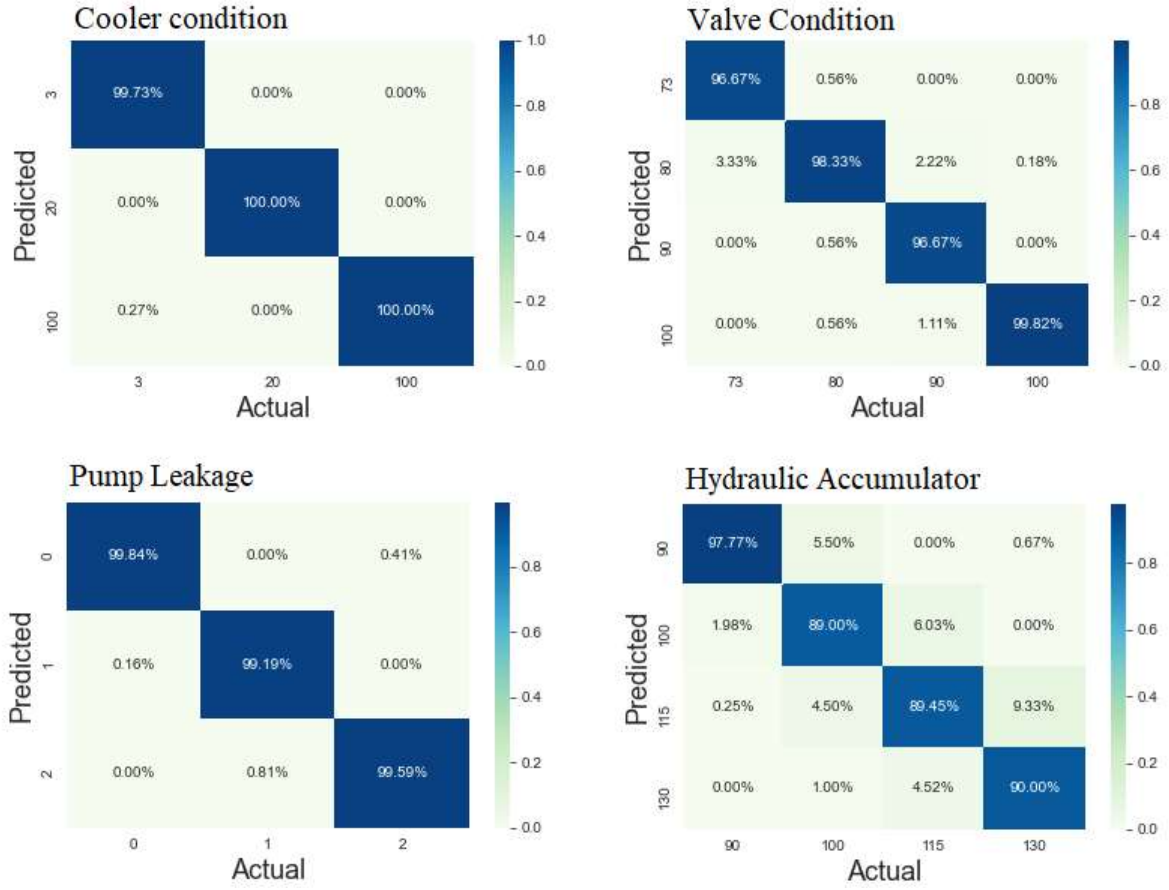 Cooler condition
1.0
0.8
0.6
0.4
0.2
0.0
Predicted
3 99.73% 0.00% 0.00%
20 0.00% 100.00% 0.00%
100 0.27% 0.00% 100.00%
3 20 100
Actual
Valve Condition
0.8
0.6
0.4
0.2
0.0
Predicted
73 96.67% 0.56% 0.00% 0.00%
80 3.33% 98.33% 2.22% 0.18%
90 0.00% 0.56% 96.67% 0.00%
100 0.00% 0.56% 1.11% 99.82%
73 80 90 100
Actual
Pump Leakage
0.8
0.6
0.4
0.2
0.0
Predicted
0 99.84% 0.00% 0.41%
1 0.16% 99.19% 0.00%
2 0.00% 0.81% 99.59%
0 1 2
Actual
Hydraulic Accumulator
0.8
0.6
0.4
0.2
0.0
Predicted
90 97.77% 5.50% 0.00% 0.67%
100 1.98% 89.00% 6.03% 0.00%
115 0.25% 4.50% 89.45% 9.33%
130 0.00% 1.00% 4.52% 90.00%
90 100 115 130
Actual